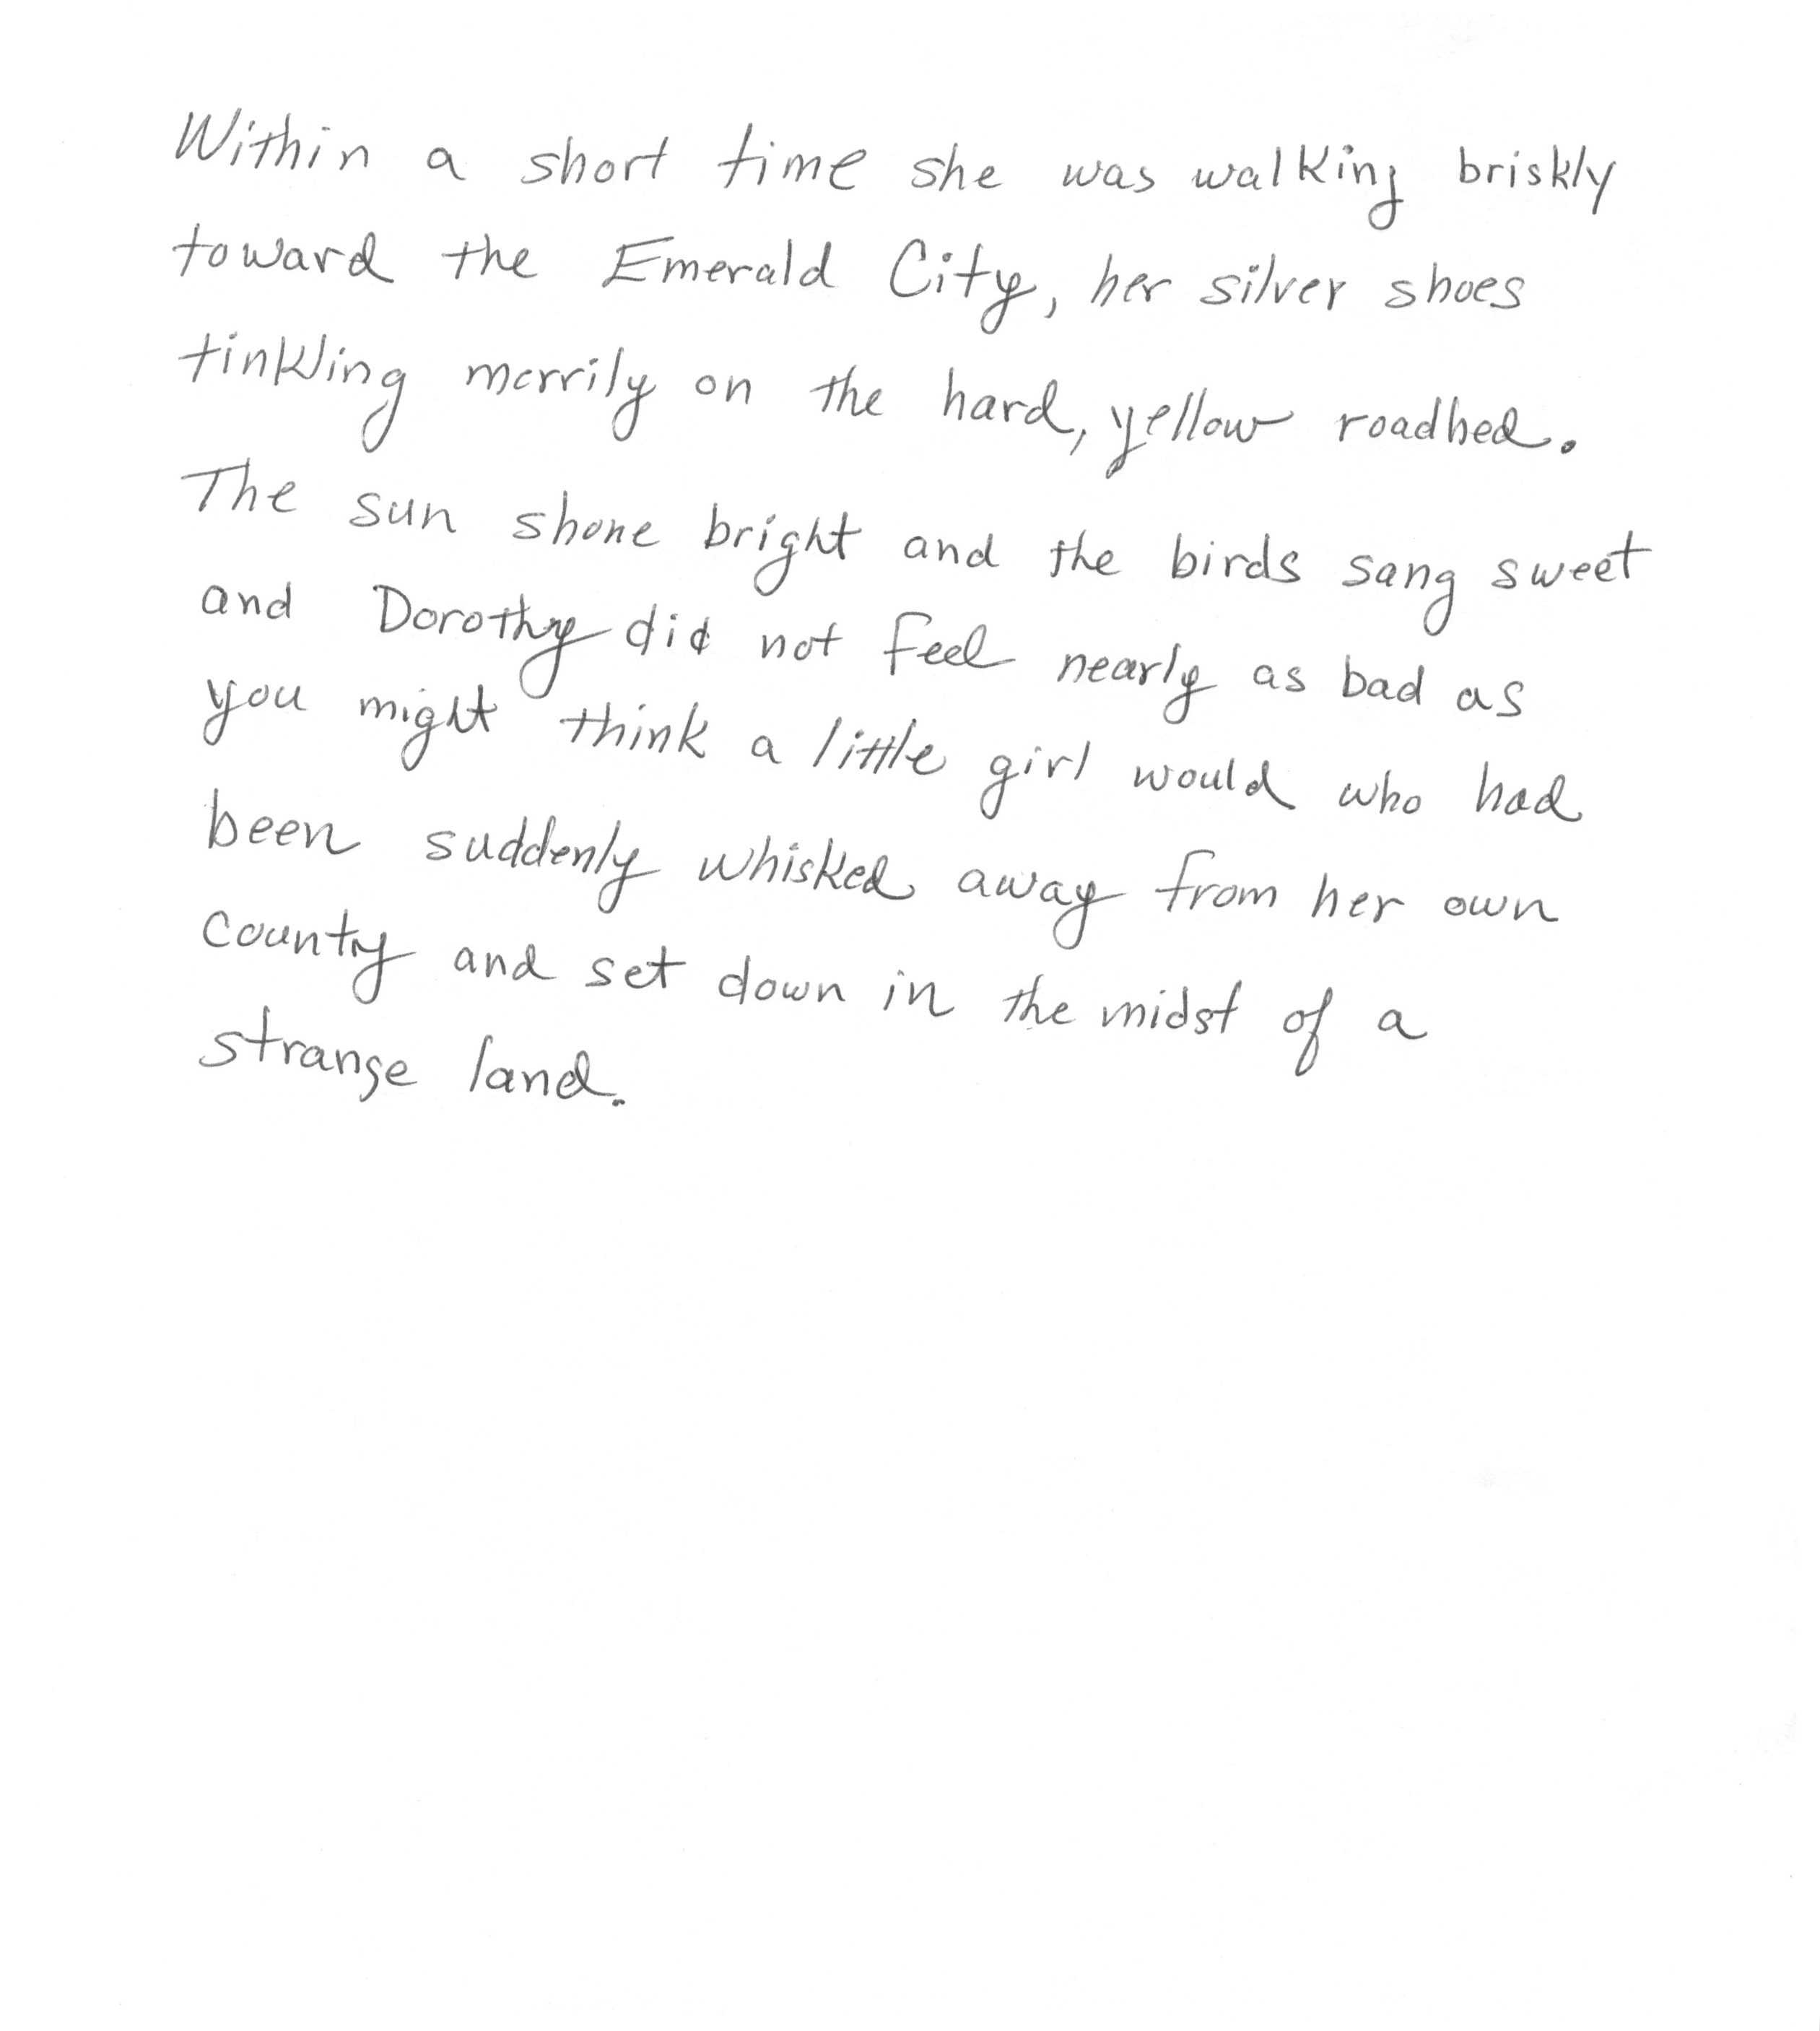 Within a short time she was walking briskly
toward the Emerald City, her silver shoes
tinkling merrily on the hard, yellow roadbed.
The sun shone bright and the birds sang sweet
and Dorothy did not feel nearly as bad as
you might think a little girl would who had
been suddenly whisked away from her own
country and set down in the midst of a
strange land.